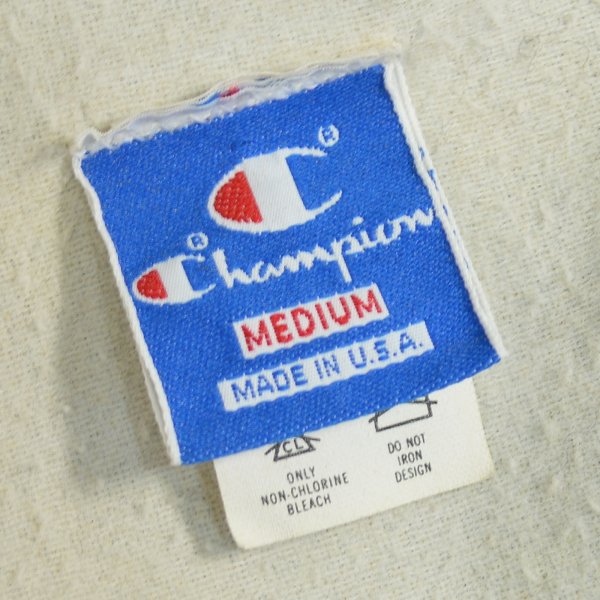 ®
®
Champion
MEDIUM
MADE IN U.S.A.
CL
ONLY
NON-CHLORINE
BLEACH
DO NOT
IRON
DESIGN